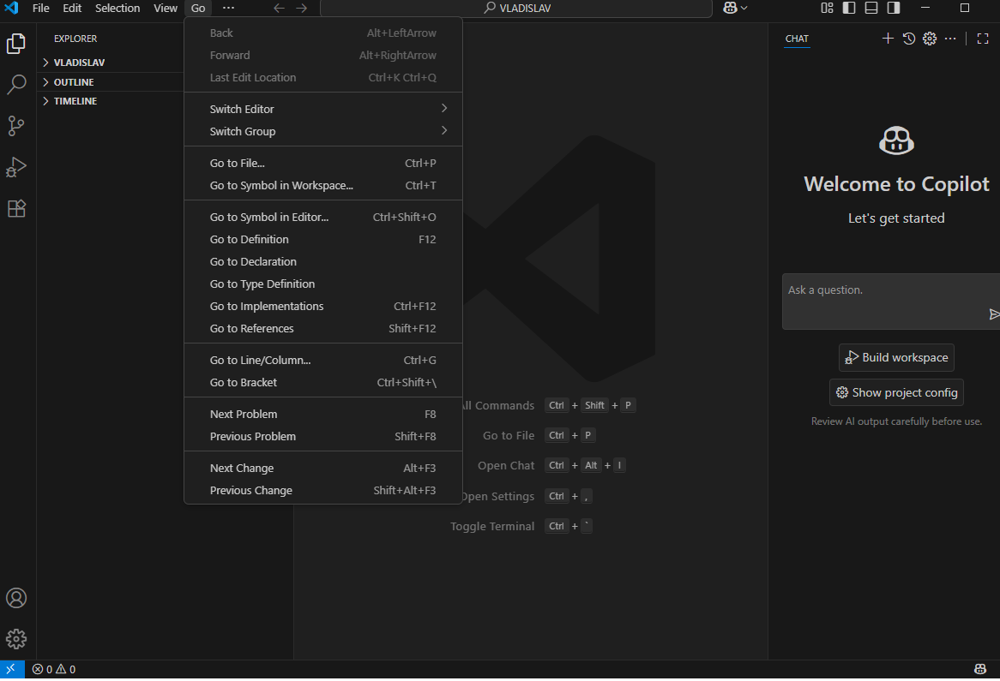 File Edit Selection View Go ··· VLADISLAV
EXPLORER
VLADISLAV
OUTLINE
TIMELINE
Back Alt+LeftArrow
Forward Alt+RightArrow
Last Edit Location Ctrl+K Ctrl+Q
Switch Editor
Switch Group
Go to File... Ctrl+P
Go to Symbol in Workspace... Ctrl+T
Go to Symbol in Editor... Ctrl+Shift+O
Go to Definition F12
Go to Declaration
Go to Type Definition
Go to Implementations Ctrl+F12
Go to References Shift+F12
Go to Line/Column... Ctrl+G
Go to Bracket Ctrl+Shift+\
Next Problem F8
Previous Problem Shift+F8
Next Change Alt+F3
Previous Change Shift+Alt+F3
All Commands Ctrl + Shift + P
Go to File Ctrl + P
Open Chat Ctrl + Alt + I
Open Settings Ctrl + ,
Toggle Terminal Ctrl + `
CHAT
Welcome to Copilot
Let's get started
Ask a question.
Build workspace
Show project config
Review AI output carefully before use.
0 0